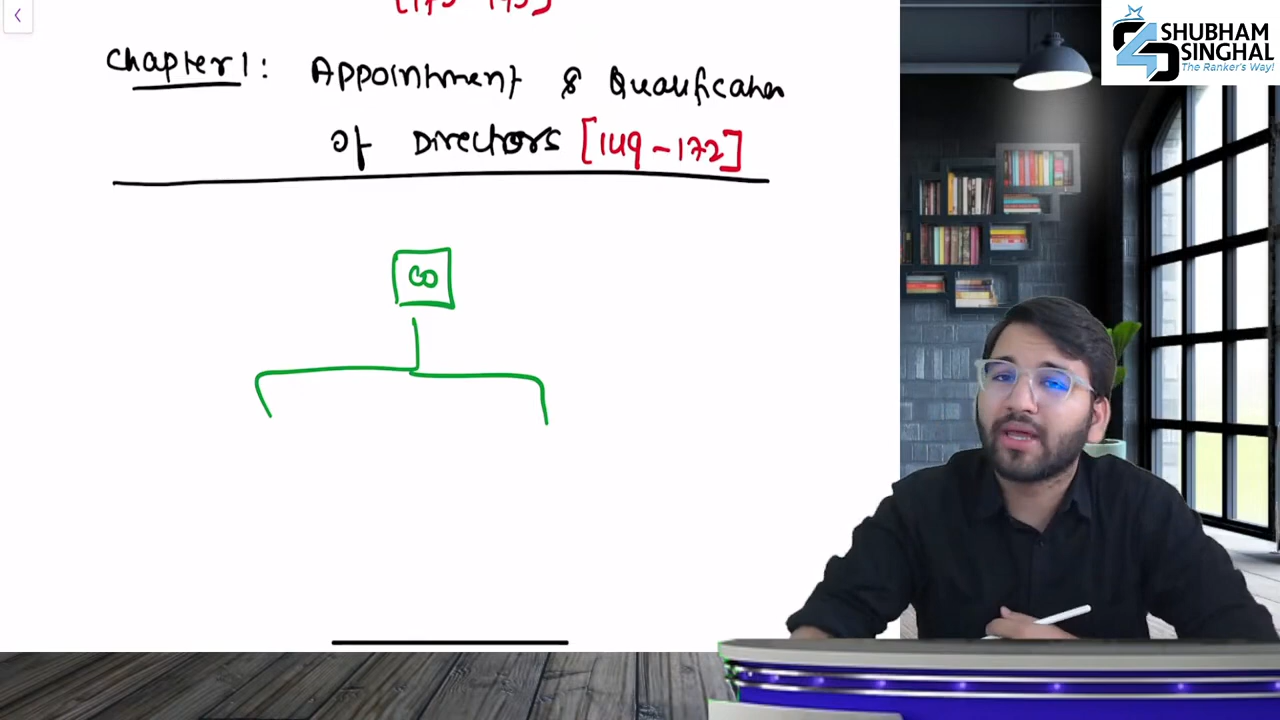 Chapter 1: Appointment & Qualification
of Directors [149-172]
CO
SHUBHAM
SINGHAL
The Ranker's Way!